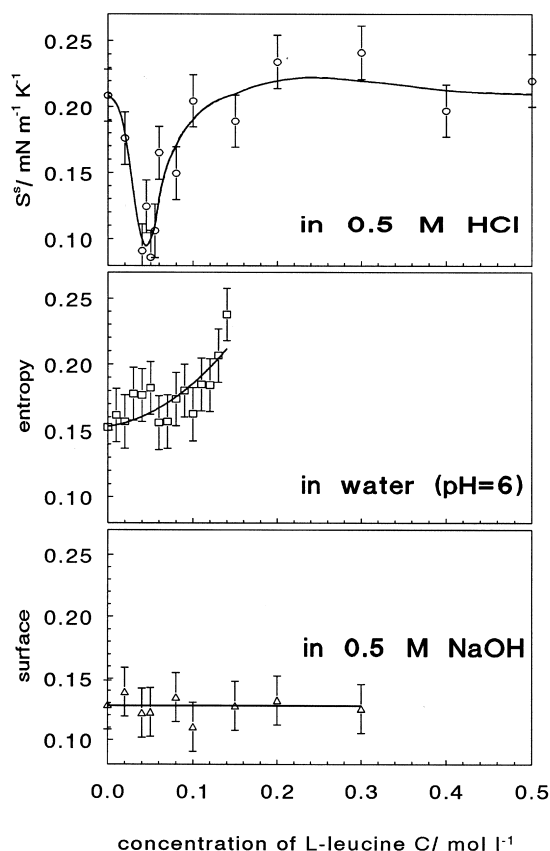 0.25
0.20
0.15
0.10
S^s/ mN m^-1 K^-1
in 0.5 M HCl
0.25
0.20
0.15
0.10
entropy
in water (pH=6)
0.25
0.20
0.15
0.10
surface
in 0.5 M NaOH
0.0 0.1 0.2 0.3 0.4 0.5
concentration of L-leucine C/ mol l^-1